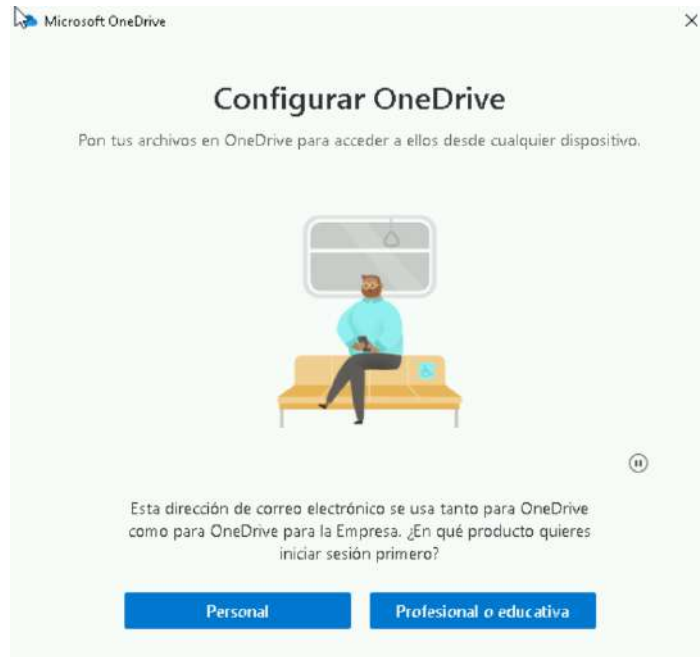 Microsoft OneDrive
Configurar OneDrive
Pon tus archivos en OneDrive para acceder a ellos desde cualquier dispositivo.
Esta dirección de correo electrónico se usa tanto para OneDrive
como para OneDrive para la Empresa. ¿En qué producto quieres
iniciar sesión primero?
Personal
Profesional o educativa